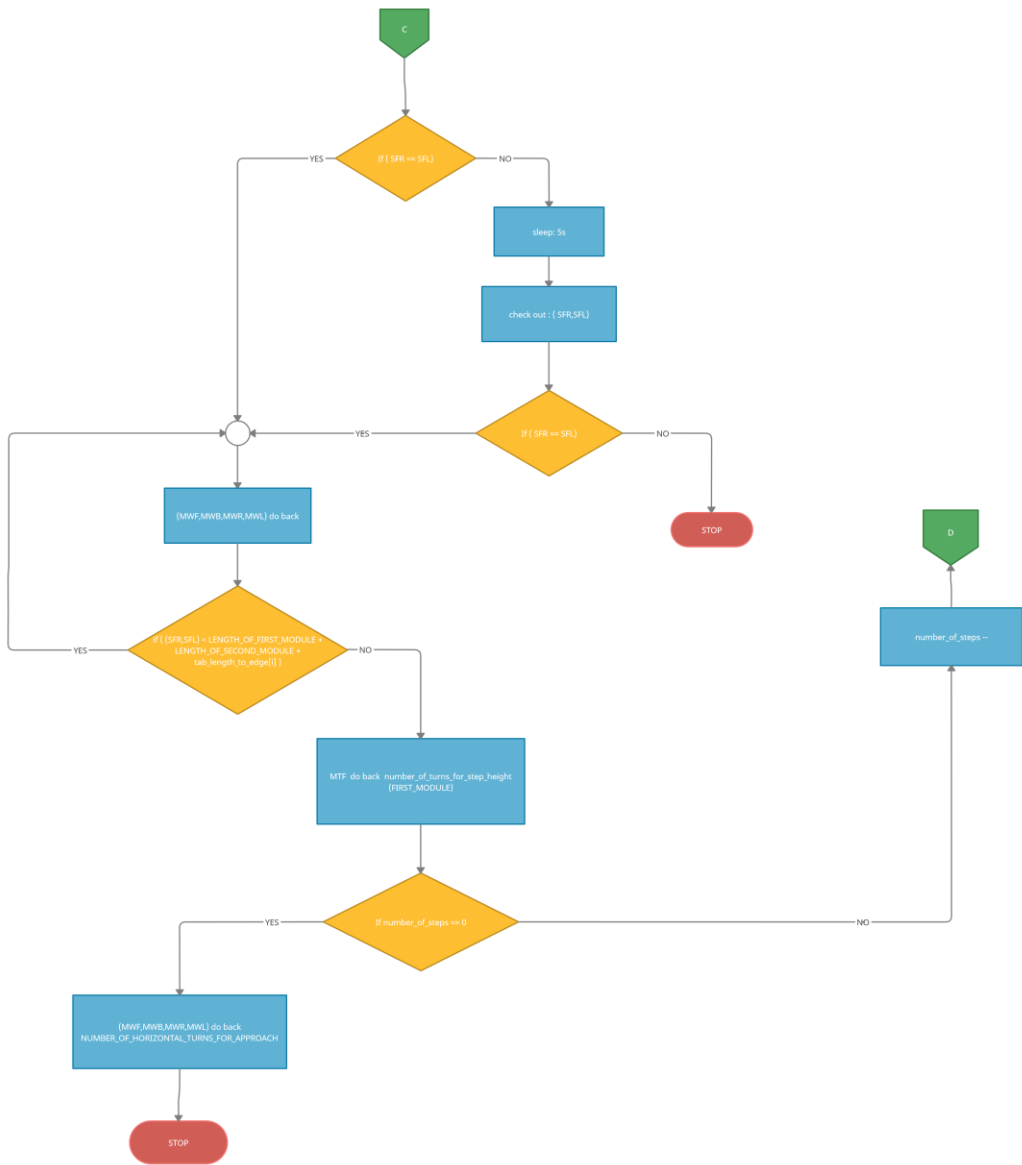 C
If ( SFR == SFL)
YES
NO
sleep: 5s
check out : ( SFR,SFL)
If ( SFR == SFL)
YES
NO
(MWF,MWB,MWR,MWL) do back
STOP
D
If ( (SFR,SFL) < LENGTH_OF_FIRST_MODULE +
LENGTH_OF_SECOND_MODULE +
tab_length_to_edge[i] )
YES
NO
number_of_steps --
MTF do back number_of_turns_for_step_height
(FIRST_MODULE)
If number_of_steps == 0
YES
NO
(MWF,MWB,MWR,MWL) do back
NUMBER_OF_HORIZONTAL_TURNS_FOR_APPROACH
STOP